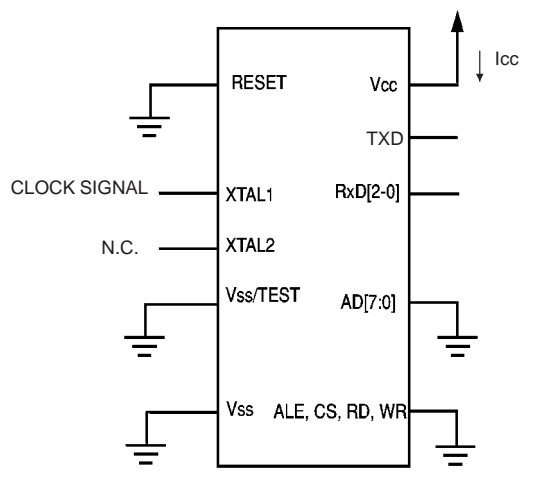 RESET
Vcc
Icc
TXD
CLOCK SIGNAL
XTAL1
RxD[2-0]
N.C.
XTAL2
Vss/TEST
AD[7:0]
Vss
ALE, CS, RD, WR